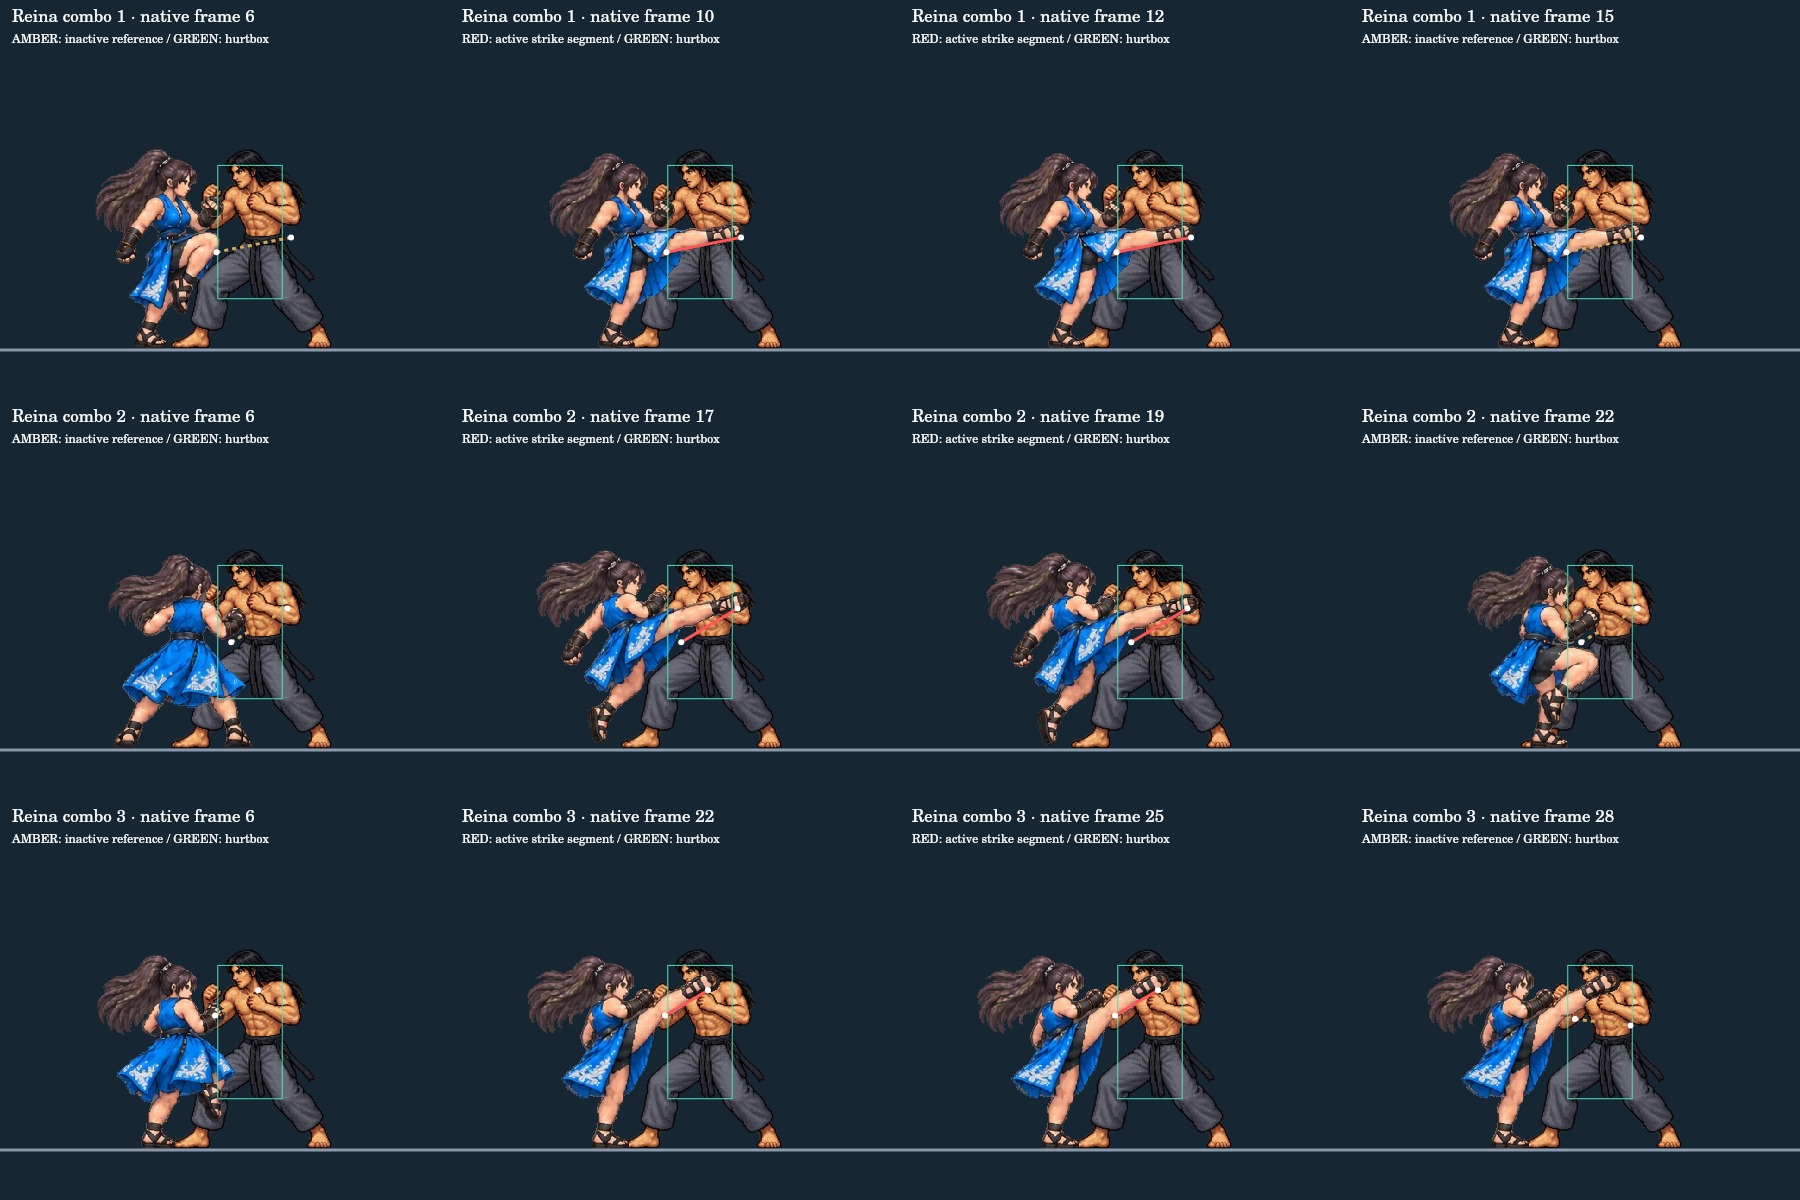 Reina combo 1 · native frame 6
AMBER: inactive reference / GREEN: hurtbox
Reina combo 1 · native frame 10
RED: active strike segment / GREEN: hurtbox
Reina combo 1 · native frame 12
RED: active strike segment / GREEN: hurtbox
Reina combo 1 · native frame 15
AMBER: inactive reference / GREEN: hurtbox
Reina combo 2 · native frame 6
AMBER: inactive reference / GREEN: hurtbox
Reina combo 2 · native frame 17
RED: active strike segment / GREEN: hurtbox
Reina combo 2 · native frame 19
RED: active strike segment / GREEN: hurtbox
Reina combo 2 · native frame 22
AMBER: inactive reference / GREEN: hurtbox
Reina combo 3 · native frame 6
AMBER: inactive reference / GREEN: hurtbox
Reina combo 3 · native frame 22
RED: active strike segment / GREEN: hurtbox
Reina combo 3 · native frame 25
RED: active strike segment / GREEN: hurtbox
Reina combo 3 · native frame 28
AMBER: inactive reference / GREEN: hurtbox